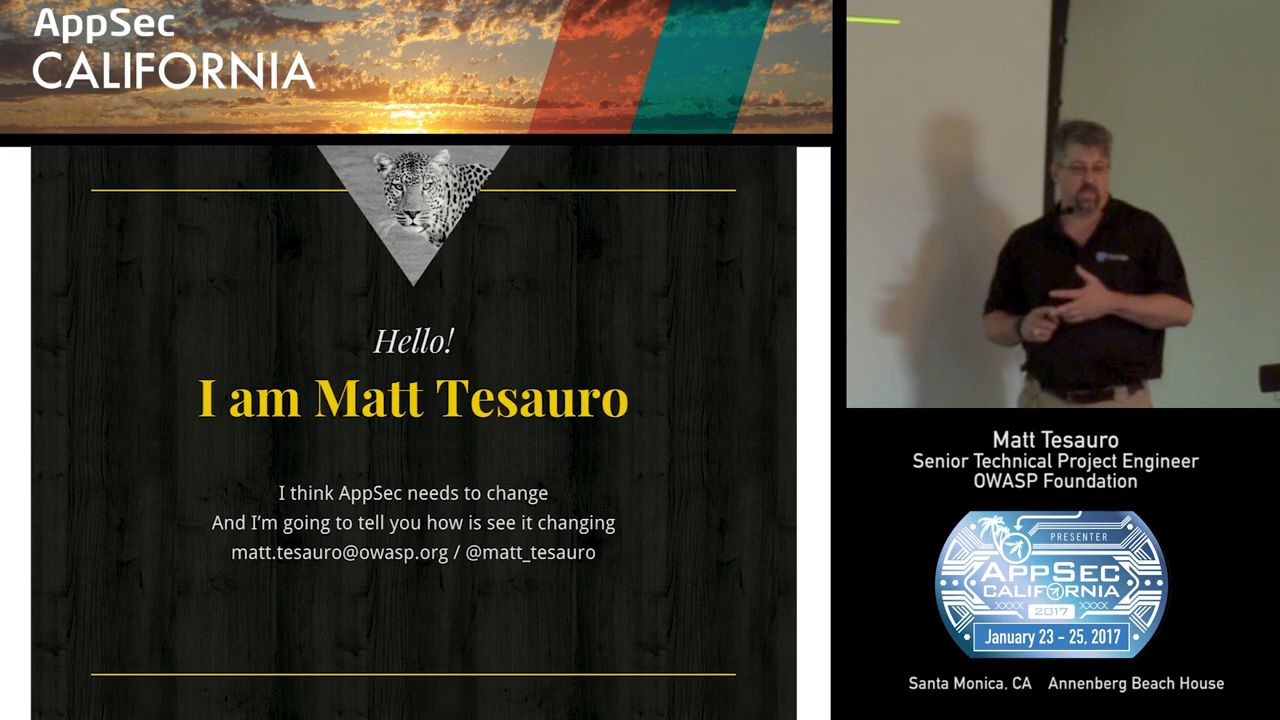 AppSec
CALIFORNIA
Hello!
I am Matt Tesauro
I think AppSec needs to change
And I’m going to tell you how is see it changing
matt.tesauro@owasp.org / @matt_tesauro
Matt Tesauro
Senior Technical Project Engineer
OWASP Foundation
PRESENTER
APPSEC
CALIFORNIA
XXXX 2017 XXXX
January 23 - 25, 2017
Santa Monica, CA Annenberg Beach House